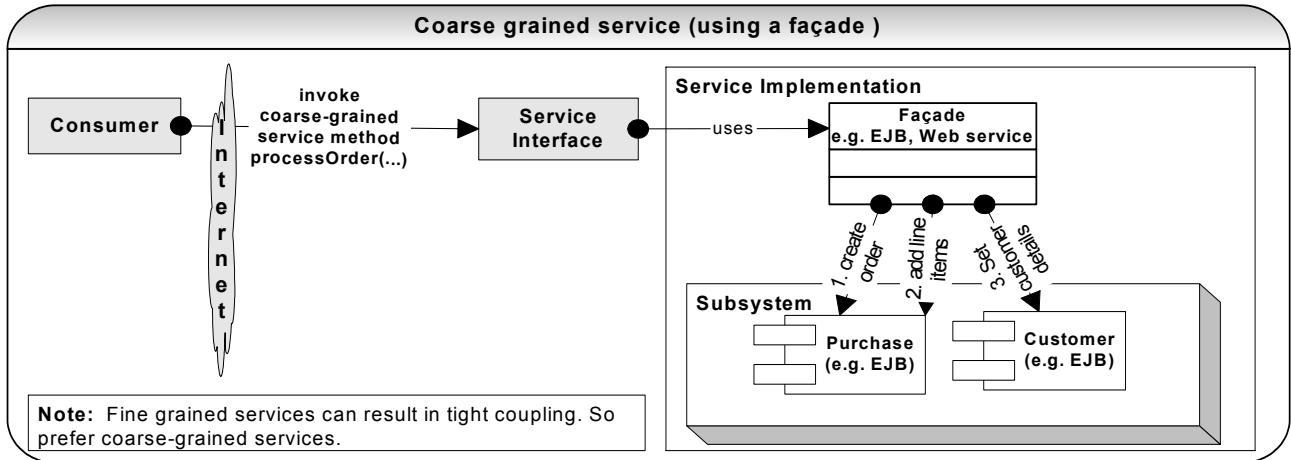 Coarse grained service (using a façade )
Consumer
Internet
invoke
coarse-grained
service method
processOrder(...)
Service
Interface
uses
Service Implementation
Façade
e.g. EJB, Web service
1. create
order
2. add line
items
3. Set
customer
details
Subsystem
Purchase
(e.g. EJB)
Customer
(e.g. EJB)
Note: Fine grained services can result in tight coupling. So
prefer coarse-grained services.